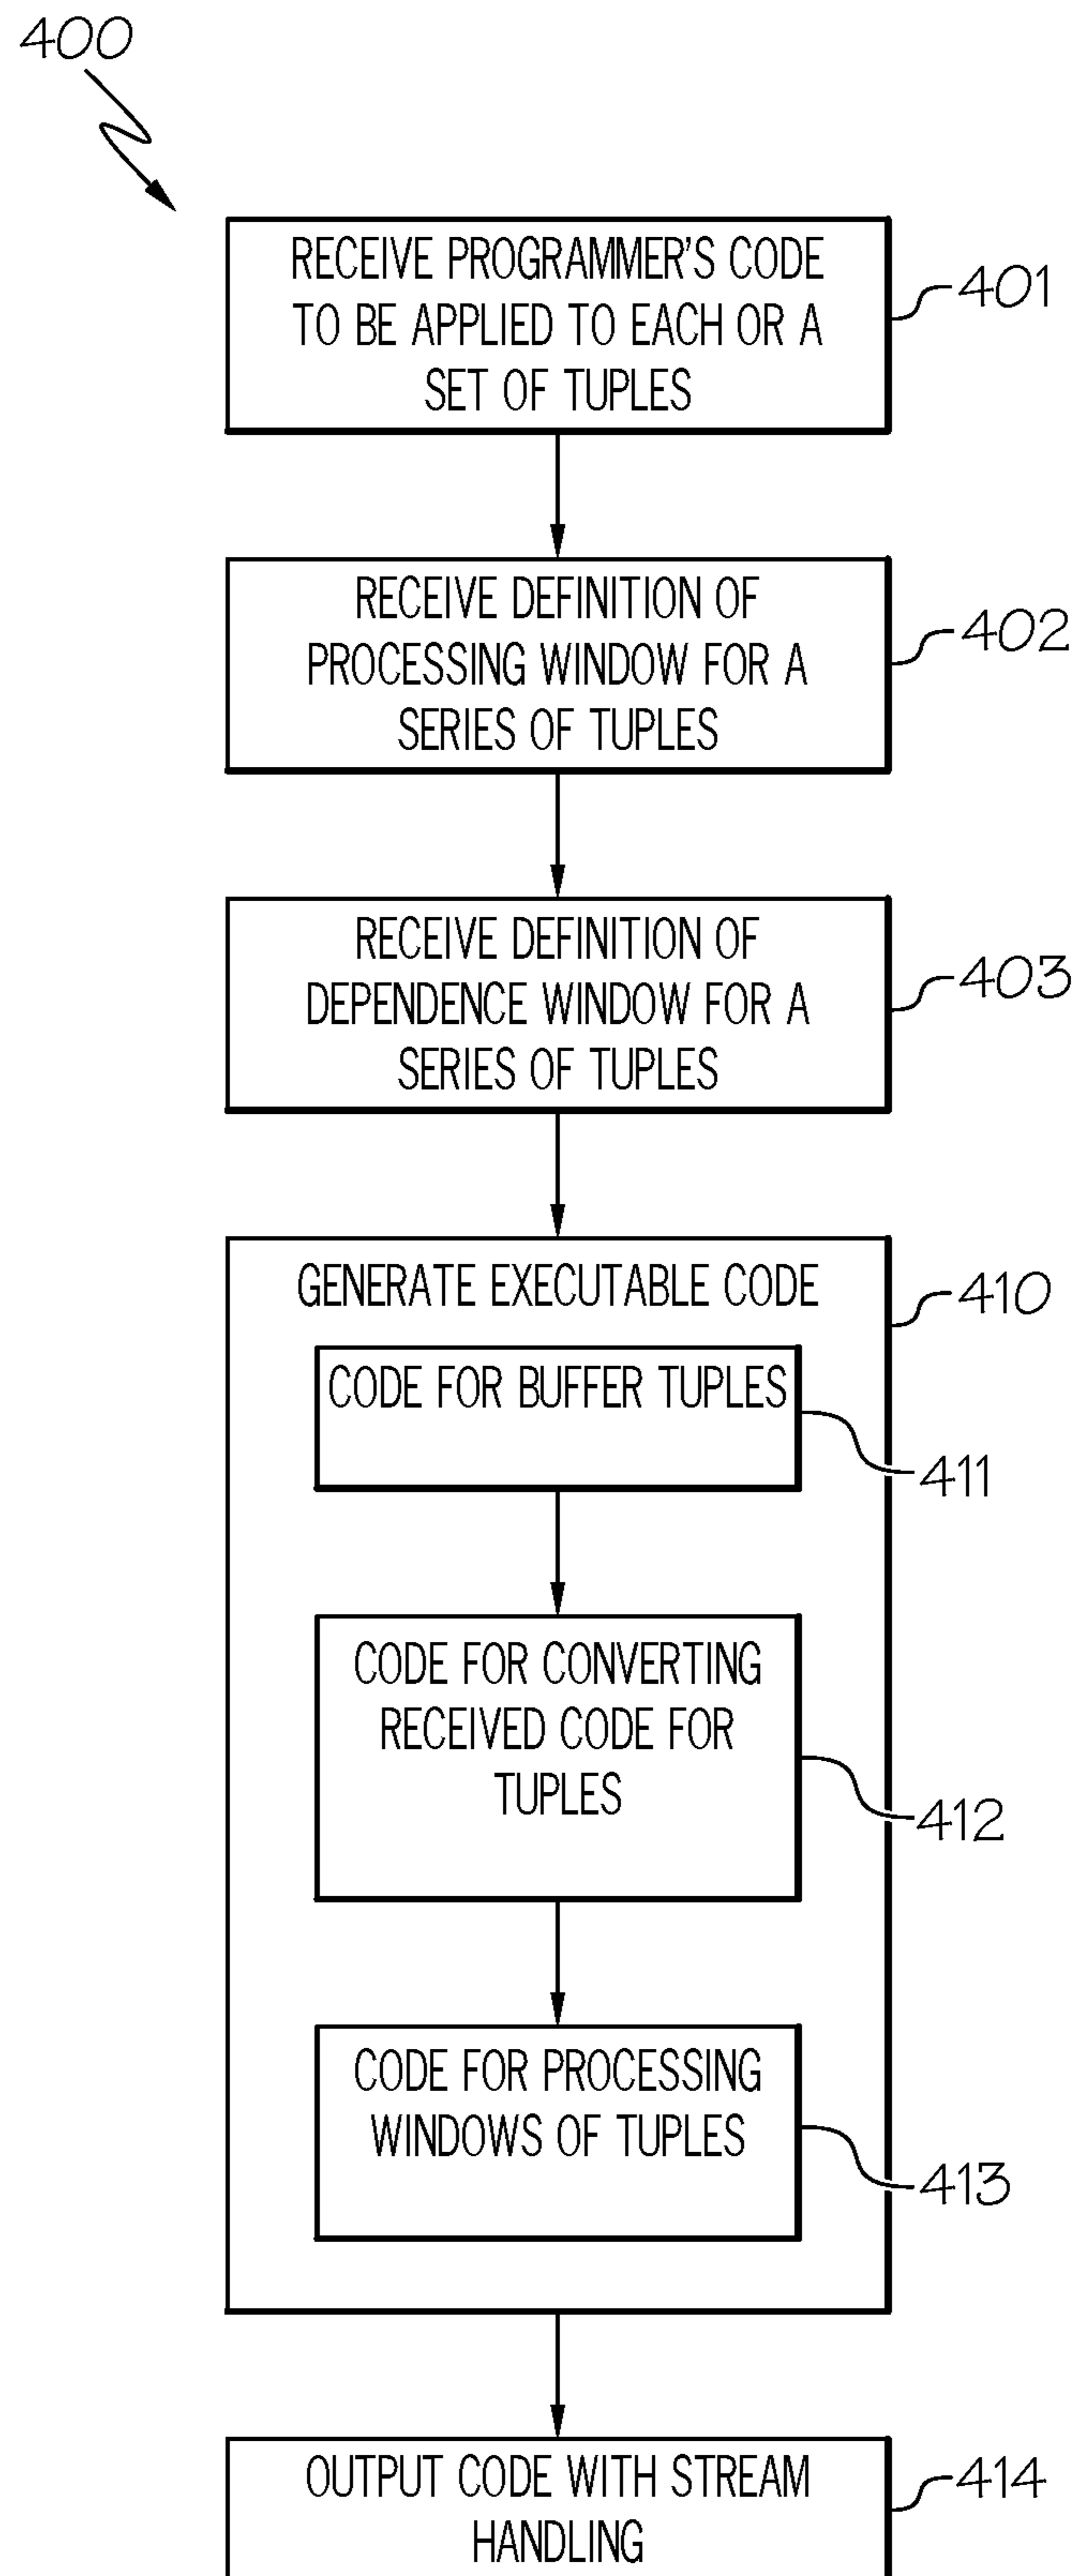 400
RECEIVE PROGRAMMER'S CODE
TO BE APPLIED TO EACH OR A
SET OF TUPLES
401
RECEIVE DEFINITION OF
PROCESSING WINDOW FOR A
SERIES OF TUPLES
402
RECEIVE DEFINITION OF
DEPENDENCE WINDOW FOR A
SERIES OF TUPLES
403
GENERATE EXECUTABLE CODE
410
CODE FOR BUFFER TUPLES
411
CODE FOR CONVERTING
RECEIVED CODE FOR
TUPLES
412
CODE FOR PROCESSING
WINDOWS OF TUPLES
413
OUTPUT CODE WITH STREAM
HANDLING
414